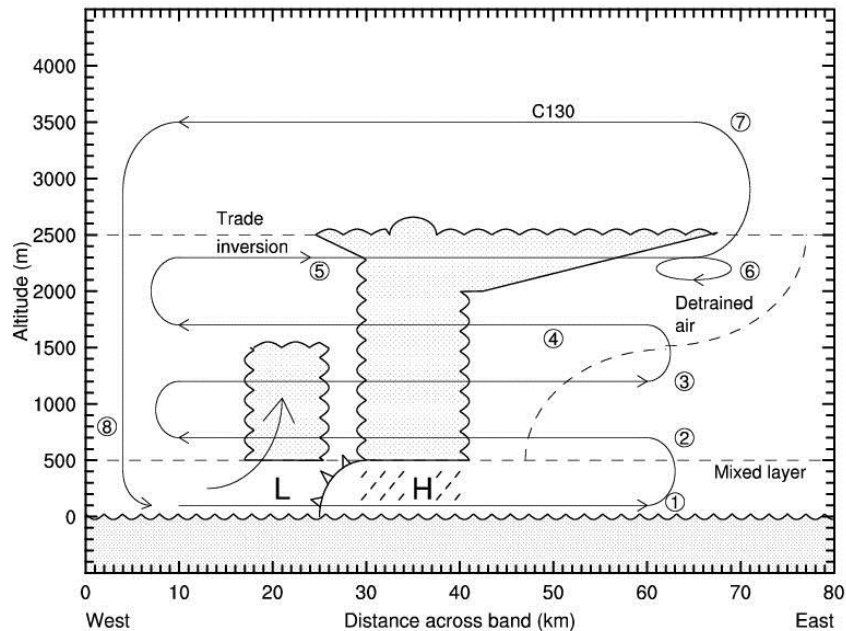 4000
3500
3000
2500
2000
1500
1000
500
0
Altitude (m)
C130
⑦
Trade
inversion
⑤
⑥
Detrained
air
④
③
⑧
②
Mixed layer
L
H
①
0 10 20 30 40 50 60 70 80
West Distance across band (km) East